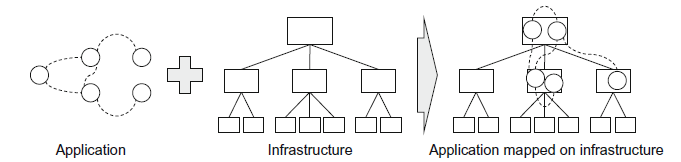 Application
Infrastructure
Application mapped on infrastructure